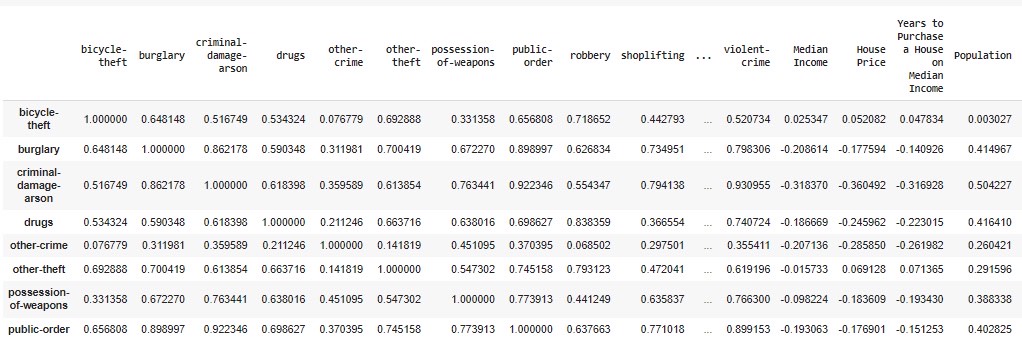 bicycle-theft burglary criminal-damage-arson drugs other-crime other-theft possession-of-weapons public-order robbery shoplifting ... violent-crime Median Income House Price Years to Purchase a House on Median Income Population
bicycle-theft 1.000000 0.648148 0.516749 0.534324 0.076779 0.692888 0.331358 0.656808 0.718652 0.442793 ... 0.520734 0.025347 0.052082 0.047834 0.003027
burglary 0.648148 1.000000 0.862178 0.590348 0.311981 0.700419 0.672270 0.898997 0.626834 0.734951 ... 0.798306 -0.208614 -0.177594 -0.140926 0.414967
criminal-damage-arson 0.516749 0.862178 1.000000 0.618398 0.359589 0.613854 0.763441 0.922346 0.554347 0.794138 ... 0.930955 -0.318370 -0.360492 -0.316928 0.504227
drugs 0.534324 0.590348 0.618398 1.000000 0.211246 0.663716 0.638016 0.698627 0.838359 0.366554 ... 0.740724 -0.186669 -0.245962 -0.223015 0.416410
other-crime 0.076779 0.311981 0.359589 0.211246 1.000000 0.141819 0.451095 0.370395 0.068502 0.297501 ... 0.355411 -0.207136 -0.285850 -0.261982 0.260421
other-theft 0.692888 0.700419 0.613854 0.663716 0.141819 1.000000 0.547302 0.745158 0.793123 0.472041 ... 0.619196 -0.015733 0.069128 0.071365 0.291596
possession-of-weapons 0.331358 0.672270 0.763441 0.638016 0.451095 0.547302 1.000000 0.773913 0.441249 0.635837 ... 0.766300 -0.098224 -0.183609 -0.193430 0.388338
public-order 0.656808 0.898997 0.922346 0.698627 0.370395 0.745158 0.773913 1.000000 0.637663 0.771018 ... 0.899153 -0.193063 -0.176901 -0.151253 0.402825